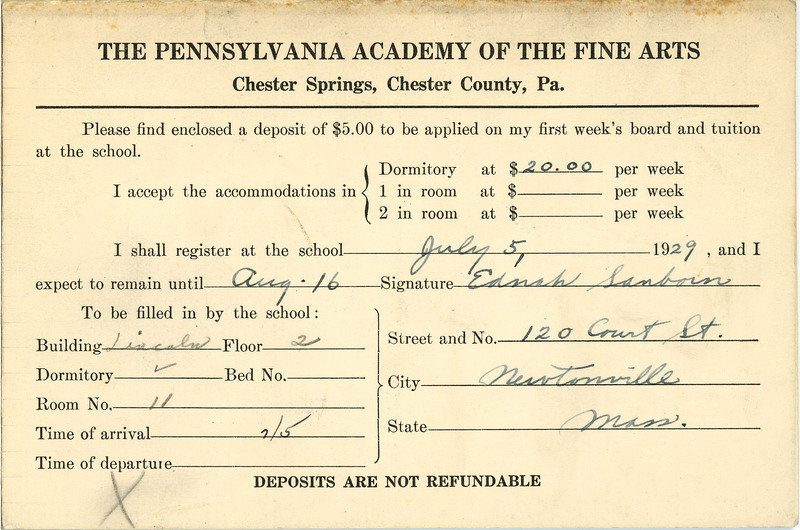 THE PENNSYLVANIA ACADEMY OF THE FINE ARTS
Chester Springs, Chester County, Pa.
Please find enclosed a deposit of $5.00 to be applied on my first week's board and tuition
at the school.
I accept the accommodations in
Dormitory at $20.00 per week
1 in room at $ per week
2 in room at $ per week
I shall register at the school July 5, 1929, and I
expect to remain until Aug. 16 Signature Ednah Sanborn
To be filled in by the school:
Building Lincoln Floor 2
Dormitory ✓ Bed No.
Room No. 11
Time of arrival 7/5
Time of departure
Street and No. 120 Court St.
City Newtonville
State Mass.
X
DEPOSITS ARE NOT REFUNDABLE